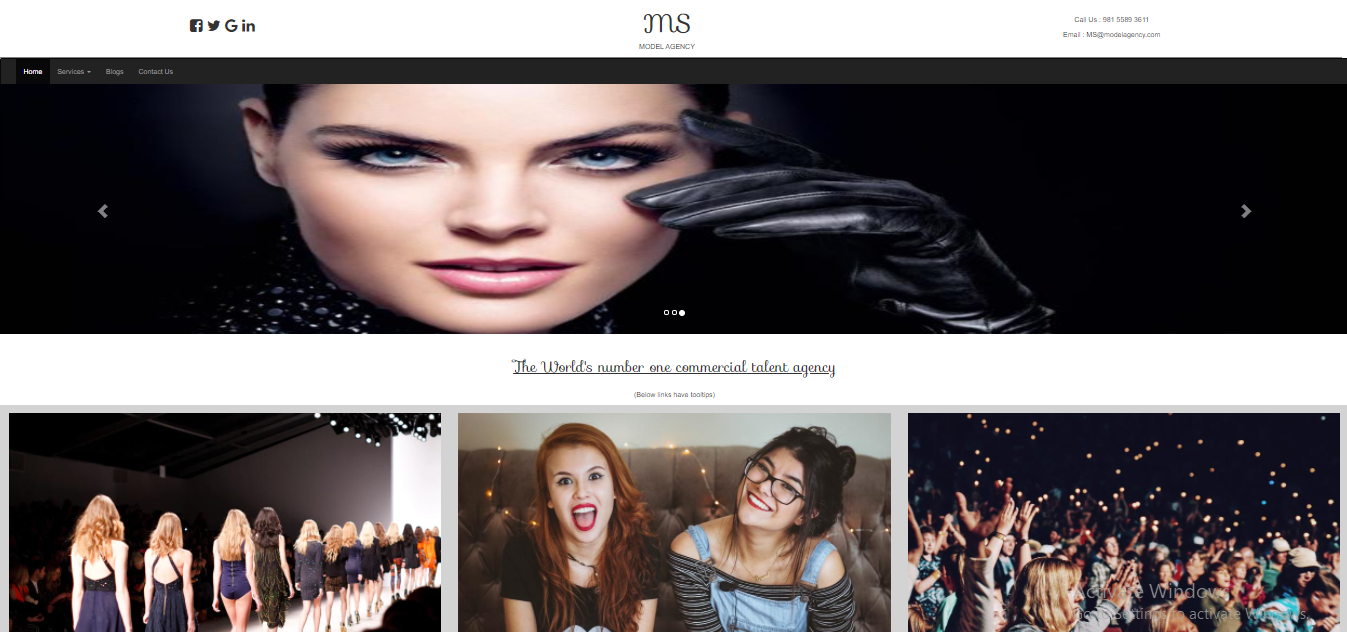 MS
MODEL AGENCY
Call Us : 981 5589 3611
Email : MS@modelagency.com
Home
Services
Blogs
Contact Us
"The World's number one commercial talent agency
(Below links have tooltips)
Activate Windows
Go to Settings to activate Windows.